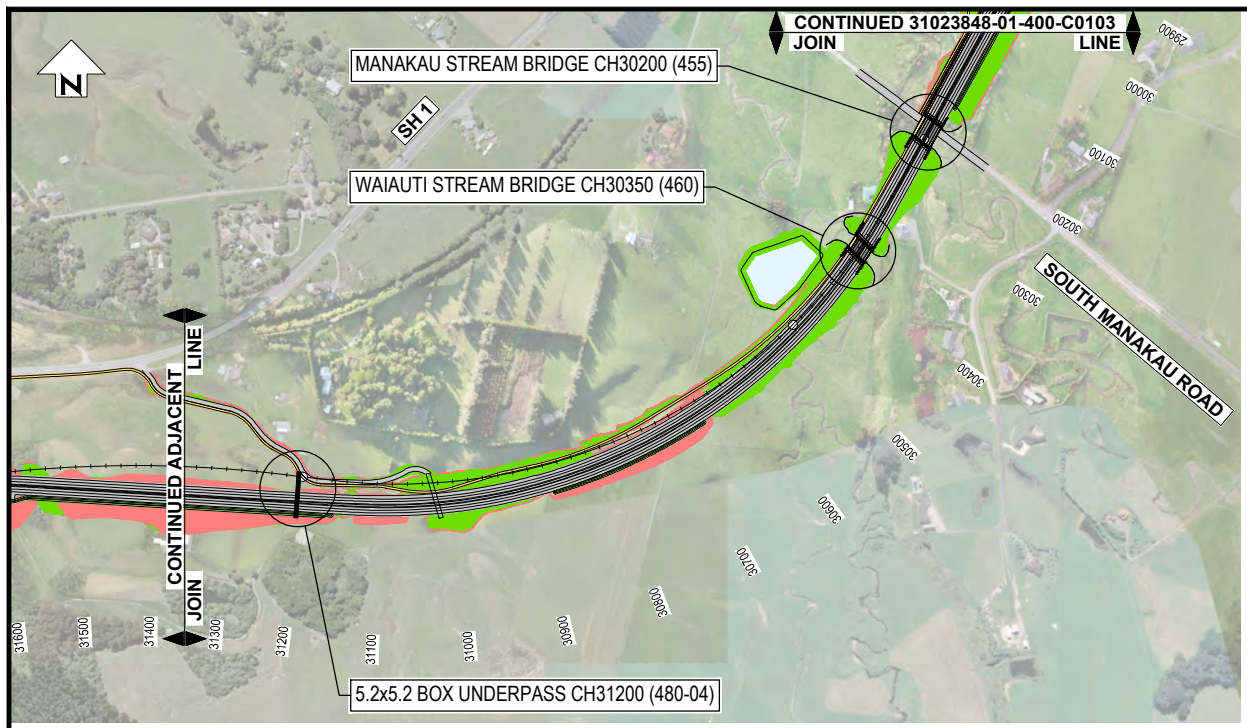 CONTINUED 31023848-01-400-C0103
JOIN LINE
N
MANAKAU STREAM BRIDGE CH30200 (455)
SH 1
WAIAUTI STREAM BRIDGE CH30350 (460)
29900
30000
30100
30200
30300
SOUTH MANAKAU ROAD
30400
30500
30600
30700
30800
30900
31000
31100
31200
31300
31400
31500
31600
CONTINUED ADJACENT
JOIN LINE
5.2x5.2 BOX UNDERPASS CH31200 (480-04)